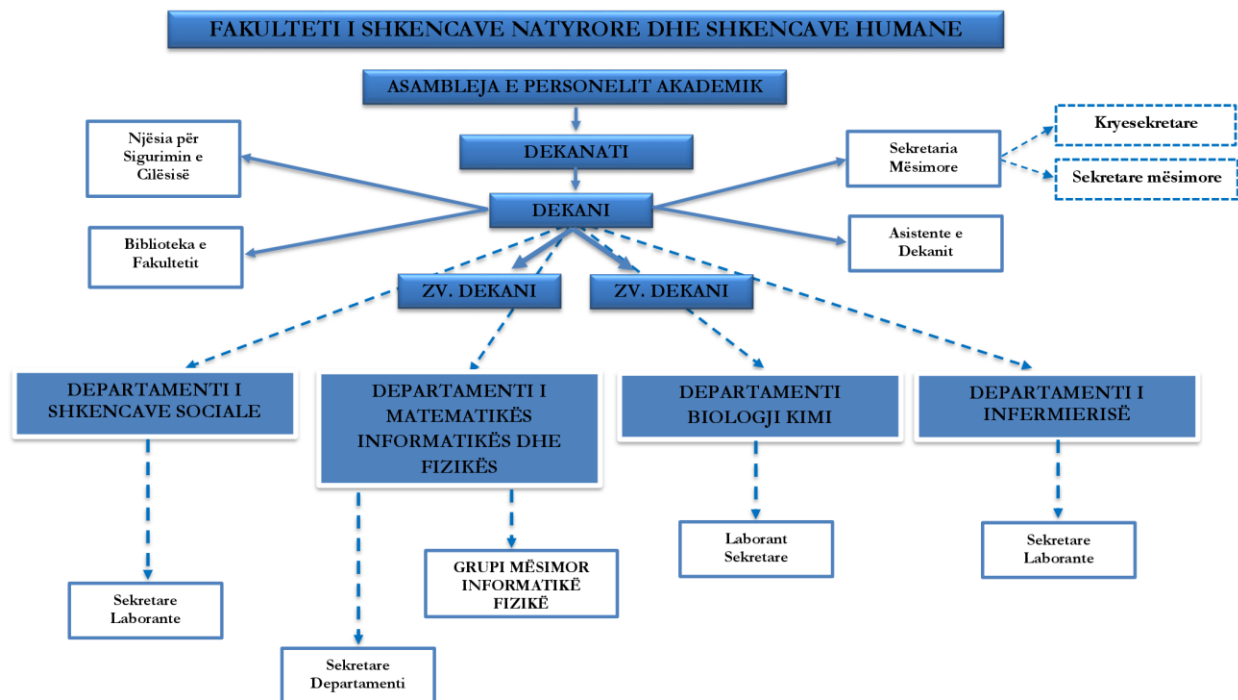 FAKULTETI I SHKENCAVE NATYRORE DHE SHKENCAVE HUMANE
ASAMBLEJA E PERSONELIT AKADEMIK
Njësia për
Sigurimin e
Cilësisë
DEKANATI
Sekretaria
Mësimore
Kryesekretare
Sekretare mësimore
DEKANI
Biblioteka e
Fakultetit
Asistente e
Dekanit
ZV. DEKANI
ZV. DEKANI
DEPARTAMENTI I
SHKENCAVE SOCIALE
DEPARTAMENTI I
MATEMATIKËS
INFORMATIKËS DHE
FIZIKËS
DEPARTAMENTI
BIOLOGJI KIMI
DEPARTAMENTI I
INFERMIERISË
Sekretare
Laborante
Sekretare
Departamenti
GRUPI MËSIMOR
INFORMATIKË
FIZIKË
Laborant
Sekretare
Sekretare
Laborante